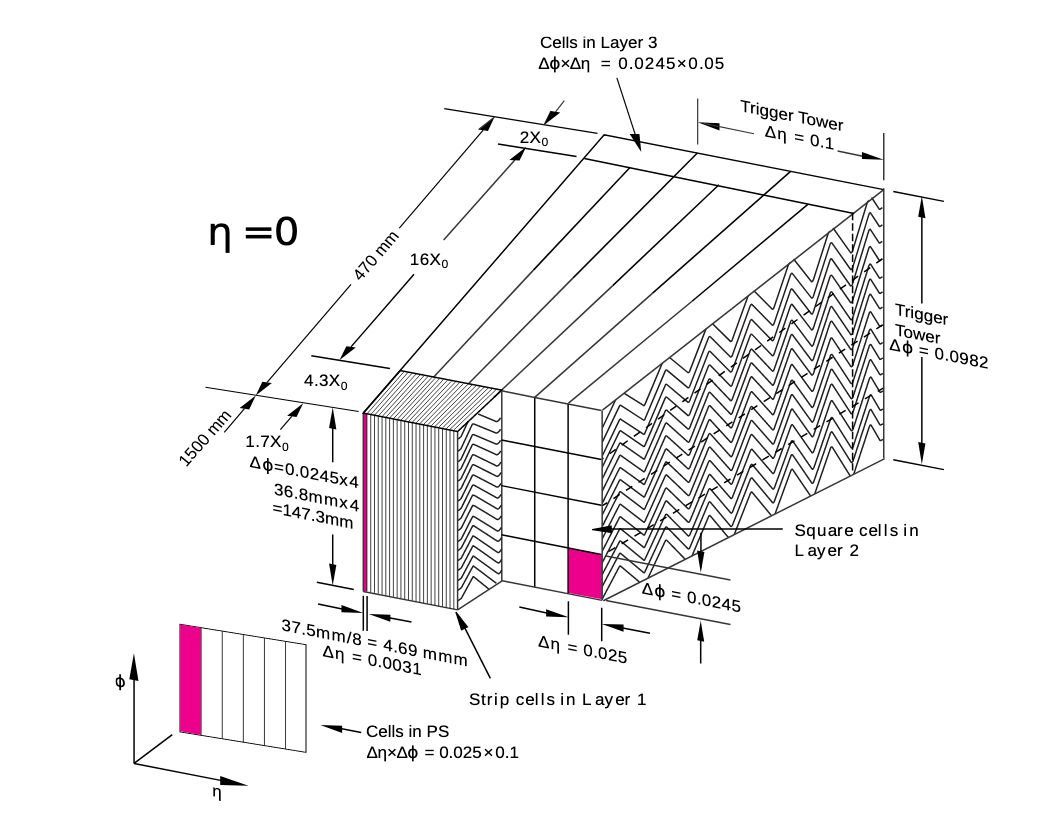 Cells in Layer 3
Δϕ×Δη = 0.0245×0.05
Trigger Tower
Δη = 0.1
2X₀
η =0
470 mm
16X₀
Trigger
Tower
Δϕ = 0.0982
4.3X₀
1500 mm
1.7X₀
Δϕ=0.0245x4
36.8mmx4
=147.3mm
Square cells in
Layer 2
Δϕ = 0.0245
37.5mm/8 = 4.69 mmm
Δη = 0.0031
Δη = 0.025
Strip cells in Layer 1
ϕ
Cells in PS
Δη×Δϕ = 0.025×0.1
η